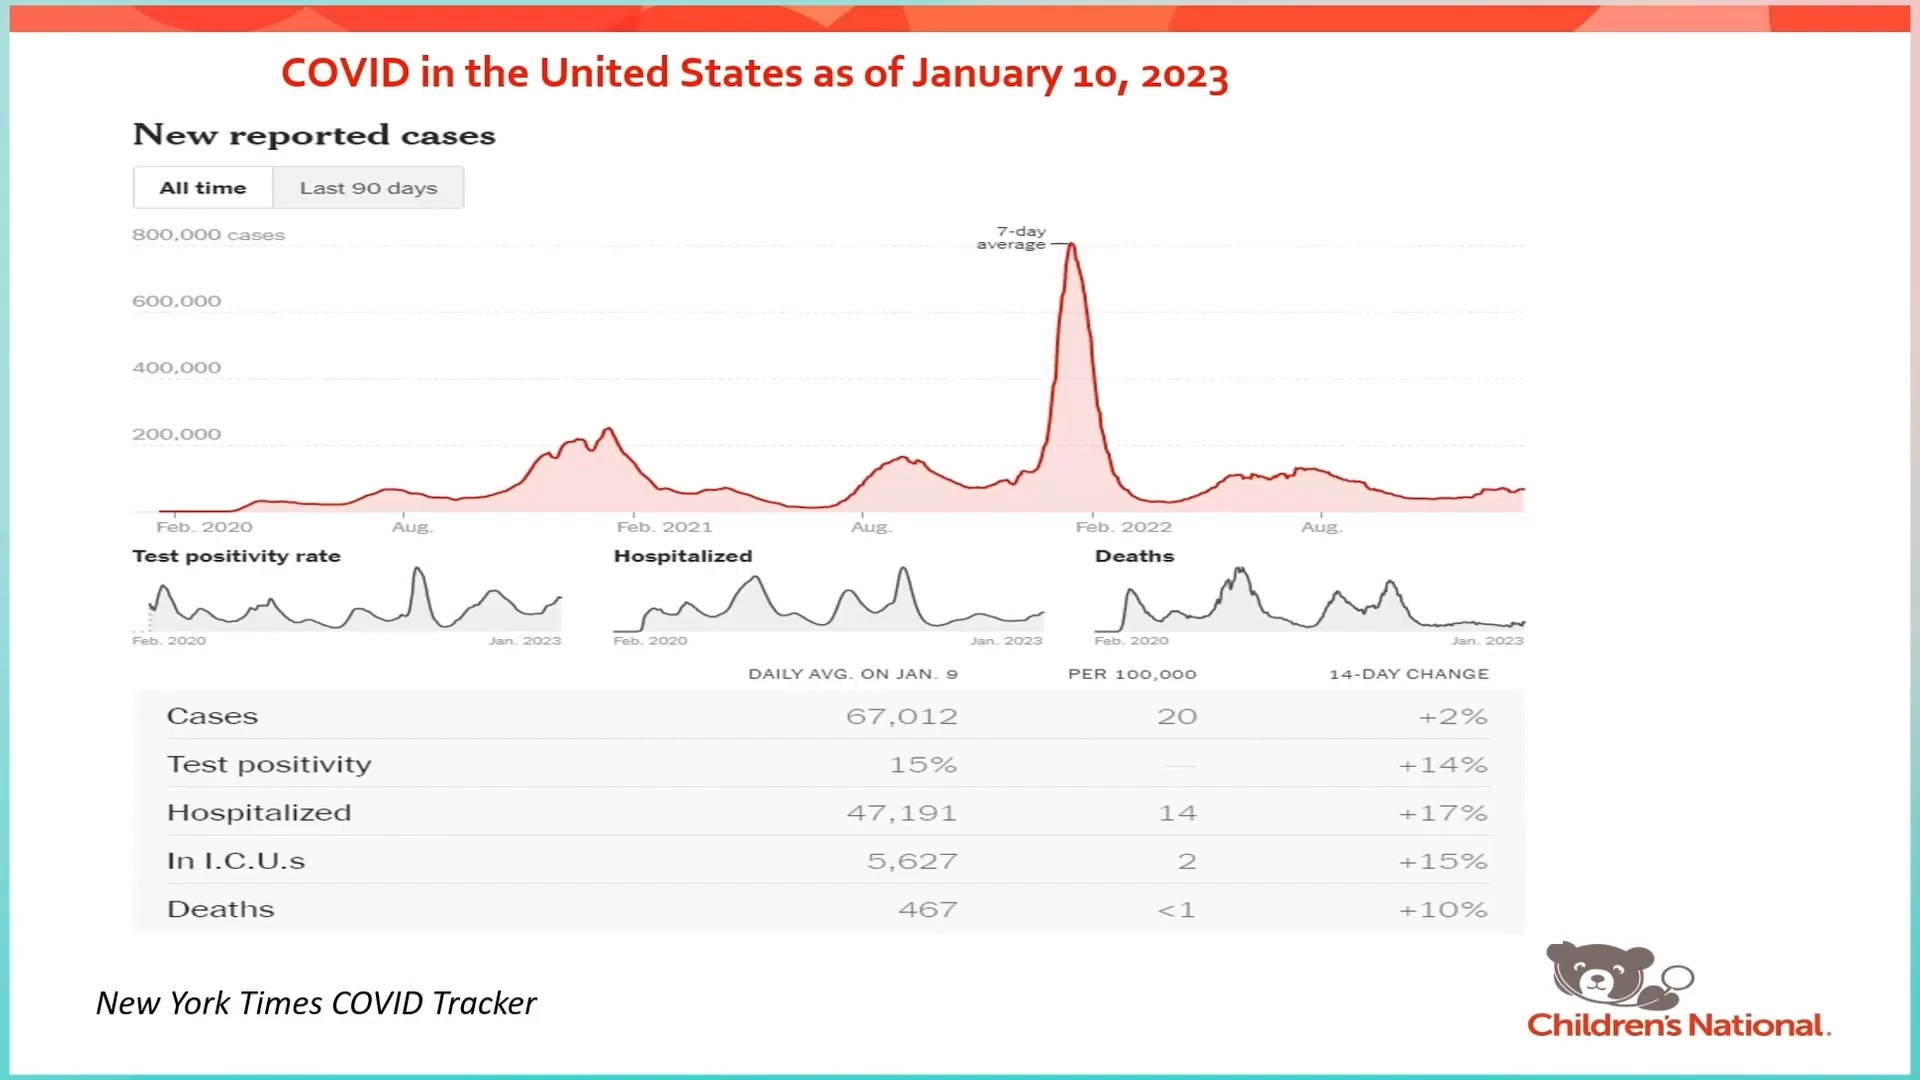 COVID in the United States as of January 10, 2023
New reported cases
All time Last 90 days
800,000 cases
7-day
average
600,000
400,000
200,000
Feb. 2020 Aug. Feb. 2021 Aug. Feb. 2022 Aug.
Test positivity rate Hospitalized Deaths
Feb. 2020 Jan. 2023 Feb. 2020 Jan. 2023 Feb. 2020 Jan. 2023
DAILY AVG. ON JAN. 9 PER 100,000 14-DAY CHANGE
Cases 67,012 20 +2%
Test positivity 15% — +14%
Hospitalized 47,191 14 +17%
In I.C.U.s 5,627 2 +15%
Deaths 467 <1 +10%
New York Times COVID Tracker
Children's National.